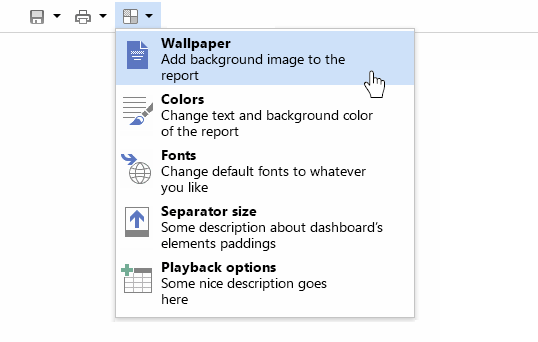 Wallpaper
Add background image to the
report
Colors
Change text and background color
of the report
Fonts
Change default fonts to whatever
you like
Separator size
Some description about dashboard's
elements paddings
Playback options
Some nice description goes
here